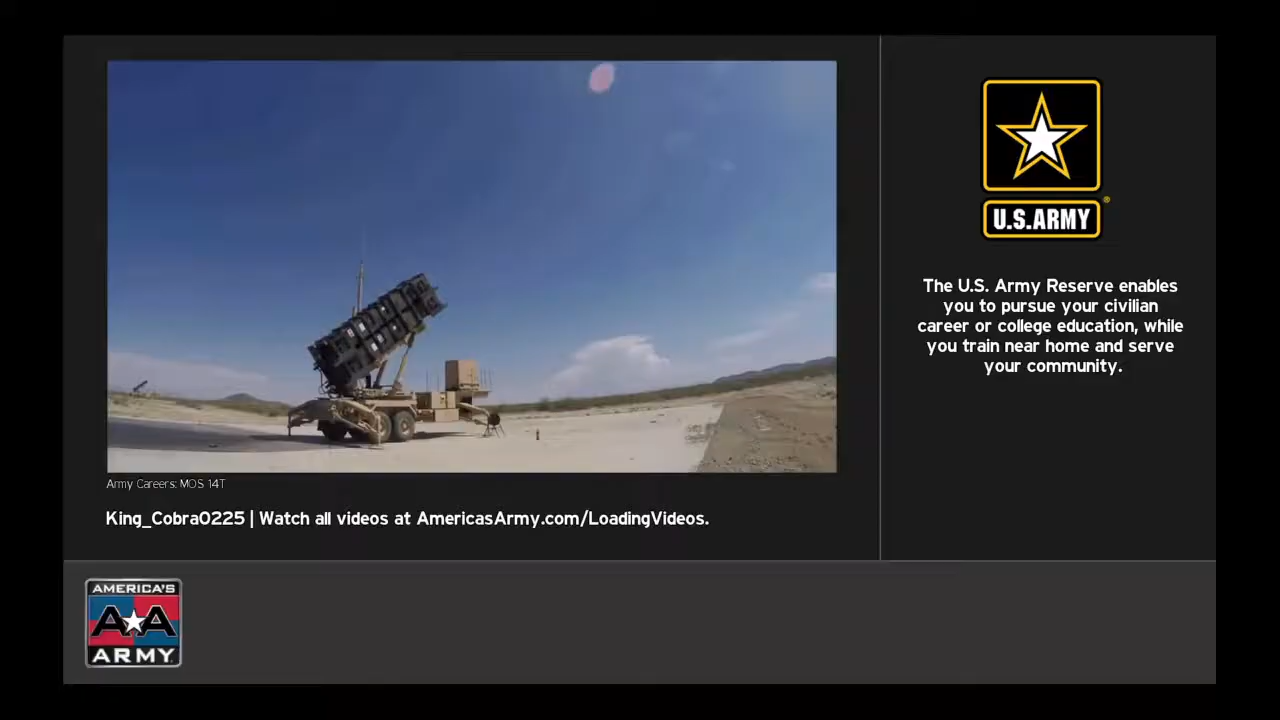 U.S.ARMY
The U.S. Army Reserve enables
you to pursue your civilian
career or college education, while
you train near home and serve
your community.
Army Careers: MOS 14T
King_Cobra0225 | Watch all videos at AmericasArmy.com/LoadingVideos.
AMERICA'S
AA
ARMY